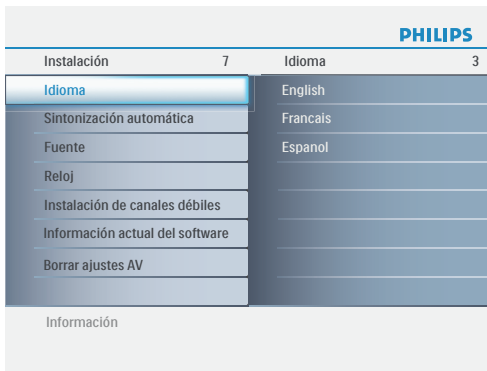 PHILIPS
Instalación 7
Idioma 3
Idioma
Sintonización automática
Fuente
Reloj
Instalación de canales débiles
Información actual del software
Borrar ajustes AV
English
Francais
Espanol
Información